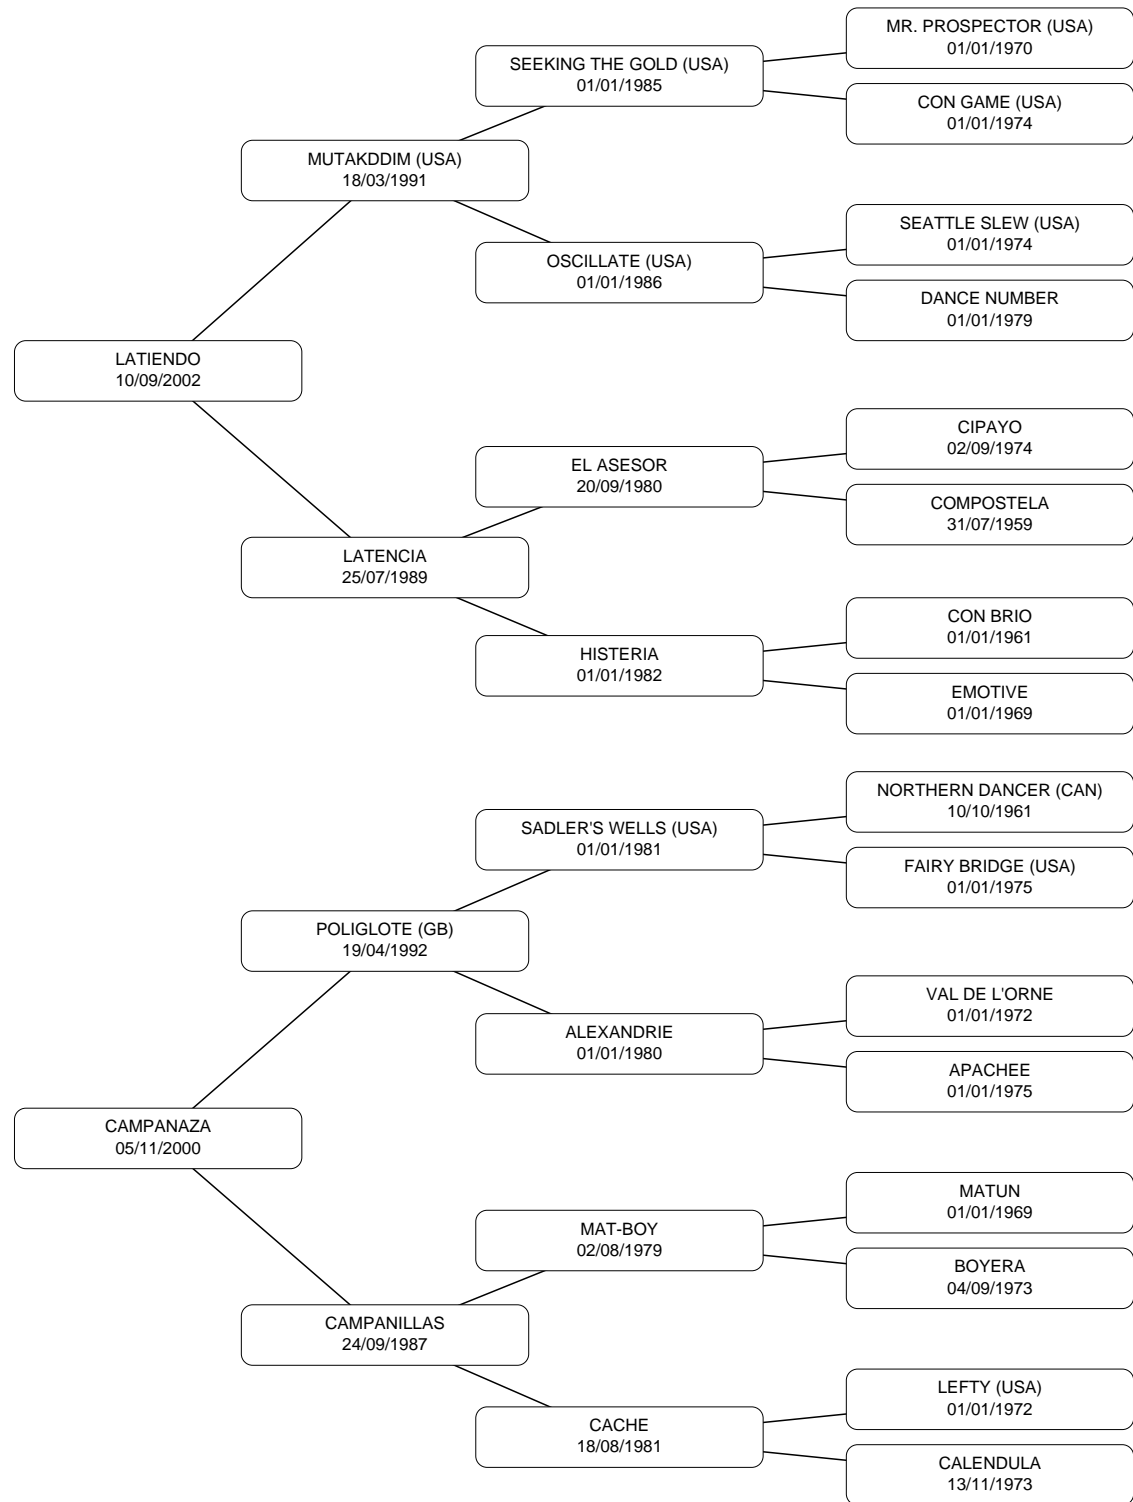 MR. PROSPECTOR (USA)
01/01/1970
SEEKING THE GOLD (USA)
01/01/1985
CON GAME (USA)
01/01/1974
MUTAKDDIM (USA)
18/03/1991
SEATTLE SLEW (USA)
01/01/1974
OSCILLATE (USA)
01/01/1986
DANCE NUMBER
01/01/1979
LATIENDO
10/09/2002
CIPAYO
02/09/1974
EL ASESOR
20/09/1980
COMPOSTELA
31/07/1959
LATENCIA
25/07/1989
CON BRIO
01/01/1961
HISTERIA
01/01/1982
EMOTIVE
01/01/1969
NORTHERN DANCER (CAN)
10/10/1961
SADLER'S WELLS (USA)
01/01/1981
FAIRY BRIDGE (USA)
01/01/1975
POLIGLOTE (GB)
19/04/1992
VAL DE L'ORNE
01/01/1972
ALEXANDRIE
01/01/1980
APACHEE
01/01/1975
CAMPANAZA
05/11/2000
MATUN
01/01/1969
MAT-BOY
02/08/1979
BOYERA
04/09/1973
CAMPANILLAS
24/09/1987
LEFTY (USA)
01/01/1972
CACHE
18/08/1981
CALENDULA
13/11/1973